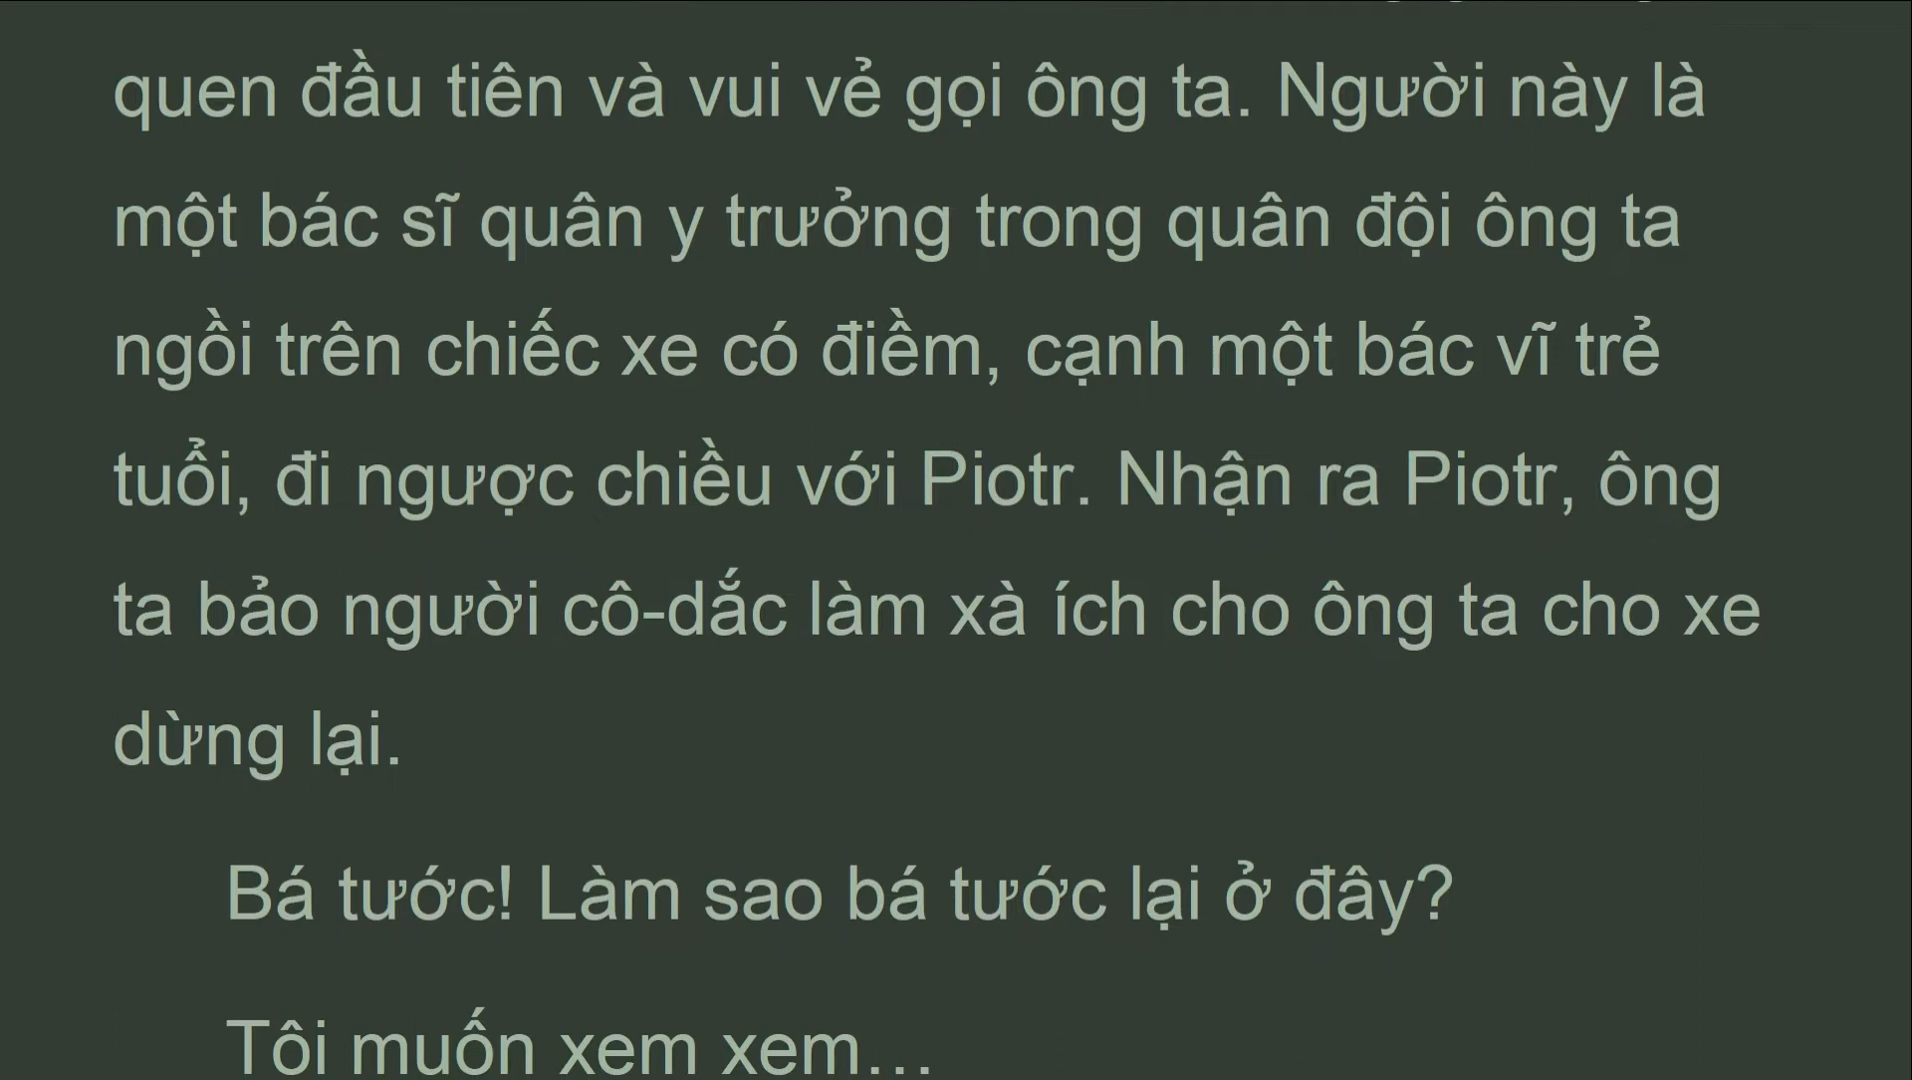 quen đầu tiên và vui vẻ gọi ông ta. Người này là
một bác sĩ quân y trưởng trong quân đội ông ta
ngồi trên chiếc xe có điềm, cạnh một bác vĩ trẻ
tuổi, đi ngược chiều với Piotr. Nhận ra Piotr, ông
ta bảo người cô-dắc làm xà ích cho ông ta cho xe
dừng lại.
Bá tước! Làm sao bá tước lại ở đây?
Tôi muốn xem xem…